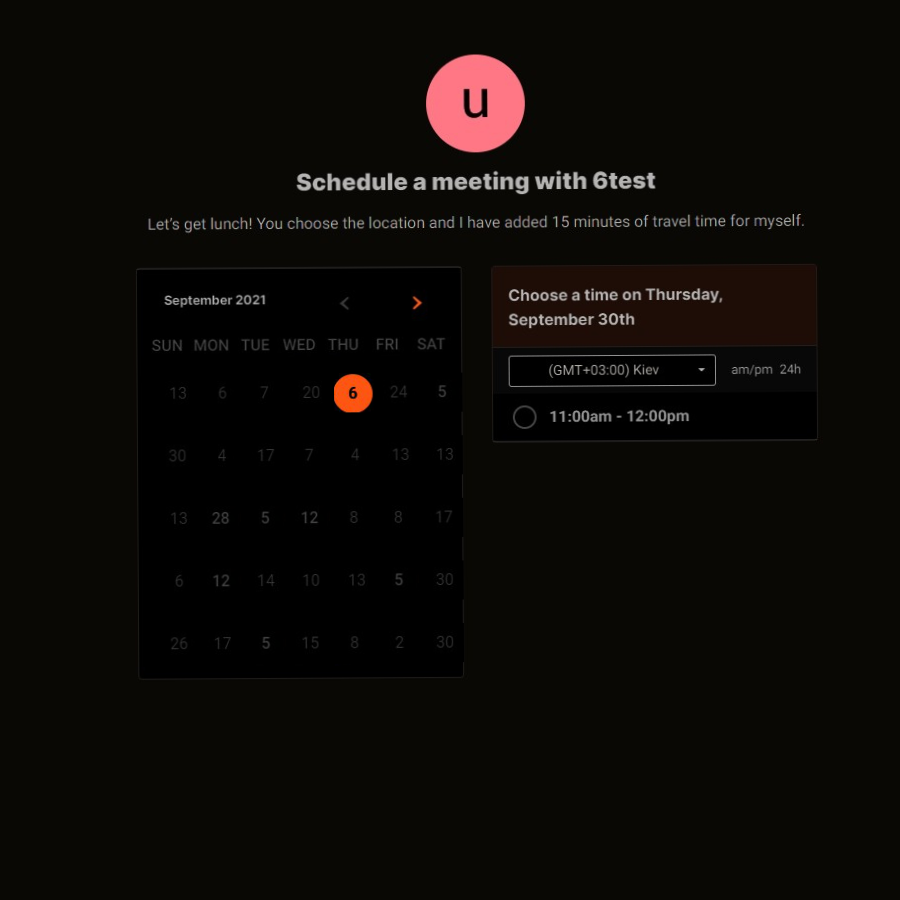 u
Schedule a meeting with 6test
Let's get lunch! You choose the location and I have added 15 minutes of travel time for myself.
September 2021
SUN MON TUE WED THU FRI SAT
13 6 7 20 6 24 5
30 4 17 7 4 13 13
13 28 5 12 8 8 17
6 12 14 10 13 5 30
26 17 5 15 8 2 30
Choose a time on Thursday,
September 30th
(GMT+03:00) Kiev am/pm 24h
11:00am - 12:00pm